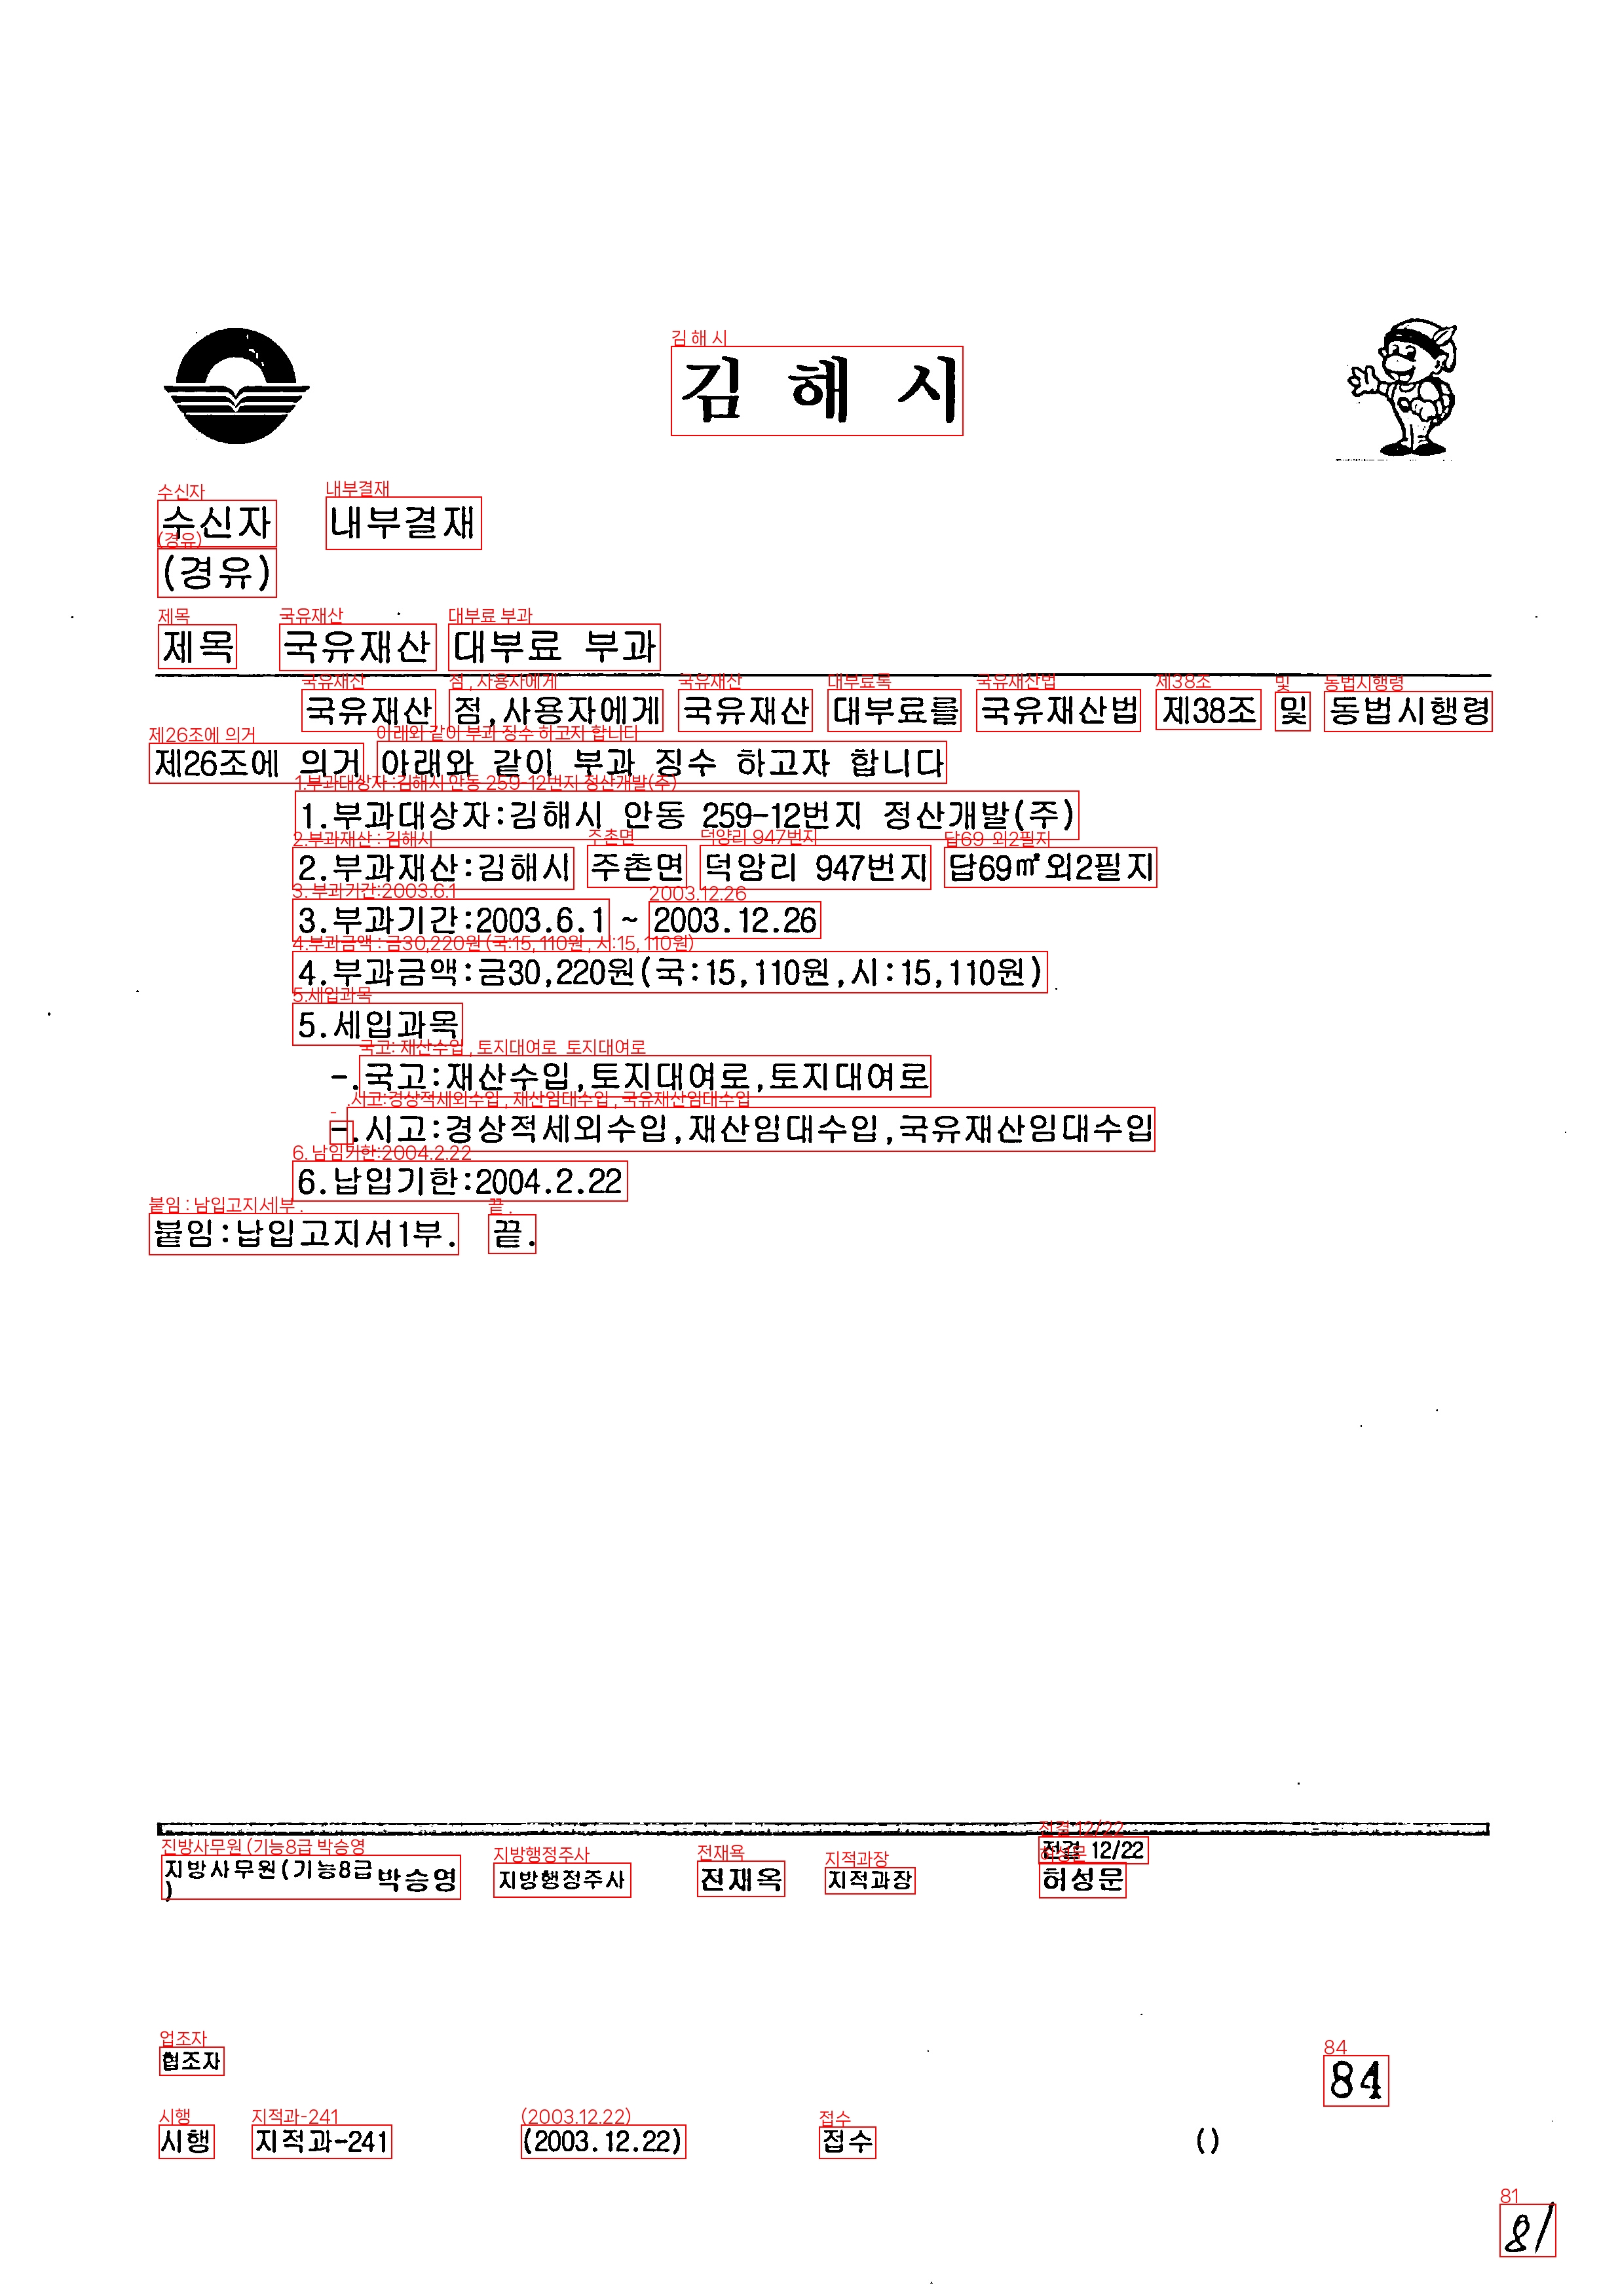 김 해 시
수신자 내부결재
(경유)
제목 국유재산 대부료 부과
국유재산 점,사용자에게 국유재산 대부료를 국유재산법 제38조 및 동법시행령
제26조에 의거 아래와 같이 부과 징수 하고자 합니다
1.부과대상자:김해시 안동 259-12번지 정산개발(주)
2.부과재산:김해시 주촌면 덕암리 947번지 답69㎡외2필지
3.부과기간:2003.6.1 ~ 2003.12.26
4.부과금액:금30,220원(국:15,110원,시:15,110원)
5.세입과목
-.국고:재산수입,토지대여로,토지대여로
-.시고:경상적세외수입,재산임대수입,국유재산임대수입
6.납입기한:2004.2.22
붙임:납입고지서1부. 끝.
전결 12/22
지방사무원(기능8급) 박승영 지방행정주사 전재옥 지적과장 허성문
협조자
84
시행 지적과-241 (2003.12.22) 접수 ()
81